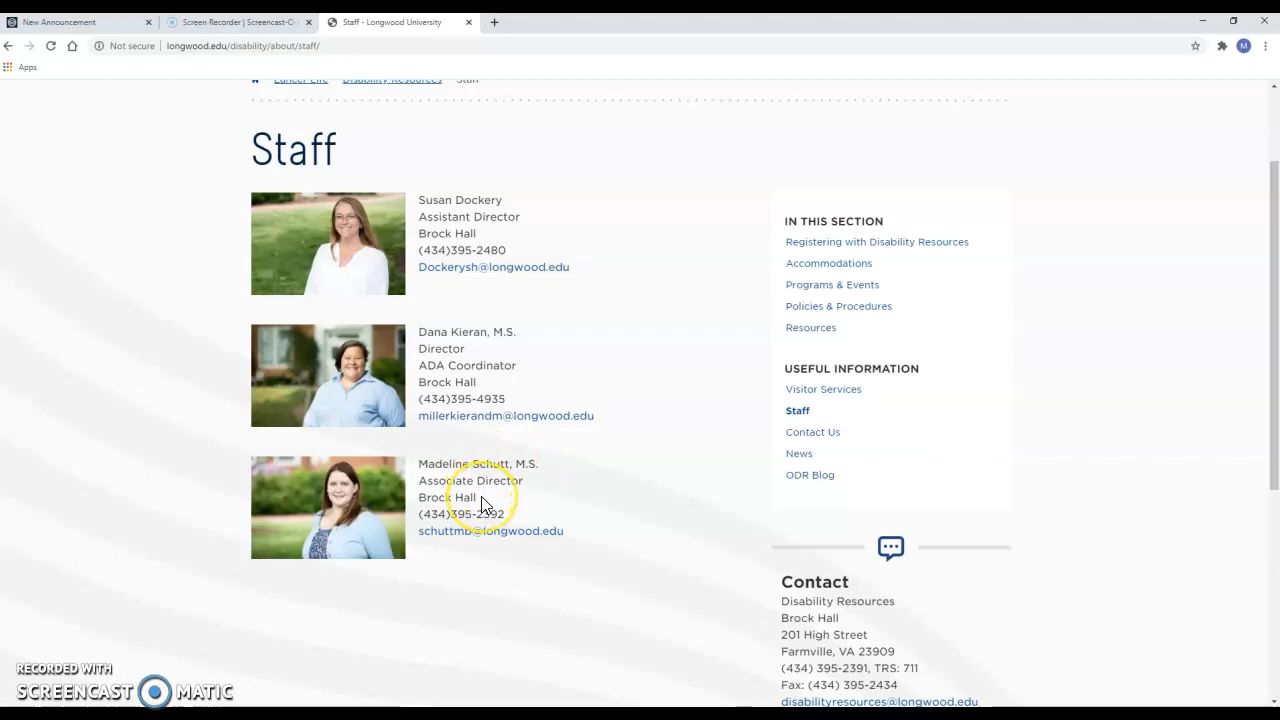 New Announcement
Screen Recorder | Screencast-O-
Staff - Longwood University
Not secure
longwood.edu/disability/about/staff/
M
Apps
Lancer Life
Disability Resources
Staff
Staff
Susan Dockery
Assistant Director
Brock Hall
(434)395-2480
Dockerysh@longwood.edu
Dana Kieran, M.S.
Director
ADA Coordinator
Brock Hall
(434)395-4935
millerkierandm@longwood.edu
Madeline Schutt, M.S.
Associate Director
Brock Hall
(434)395-2392
schuttmb@longwood.edu
IN THIS SECTION
Registering with Disability Resources
Accommodations
Programs & Events
Policies & Procedures
Resources
USEFUL INFORMATION
Visitor Services
Staff
Contact Us
News
ODR Blog
Contact
Disability Resources
Brock Hall
201 High Street
Farmville, VA 23909
(434) 395-2391, TRS: 711
Fax: (434) 395-2434
disabilityresources@longwood.edu
RECORDED WITH
SCREENCAST MATIC